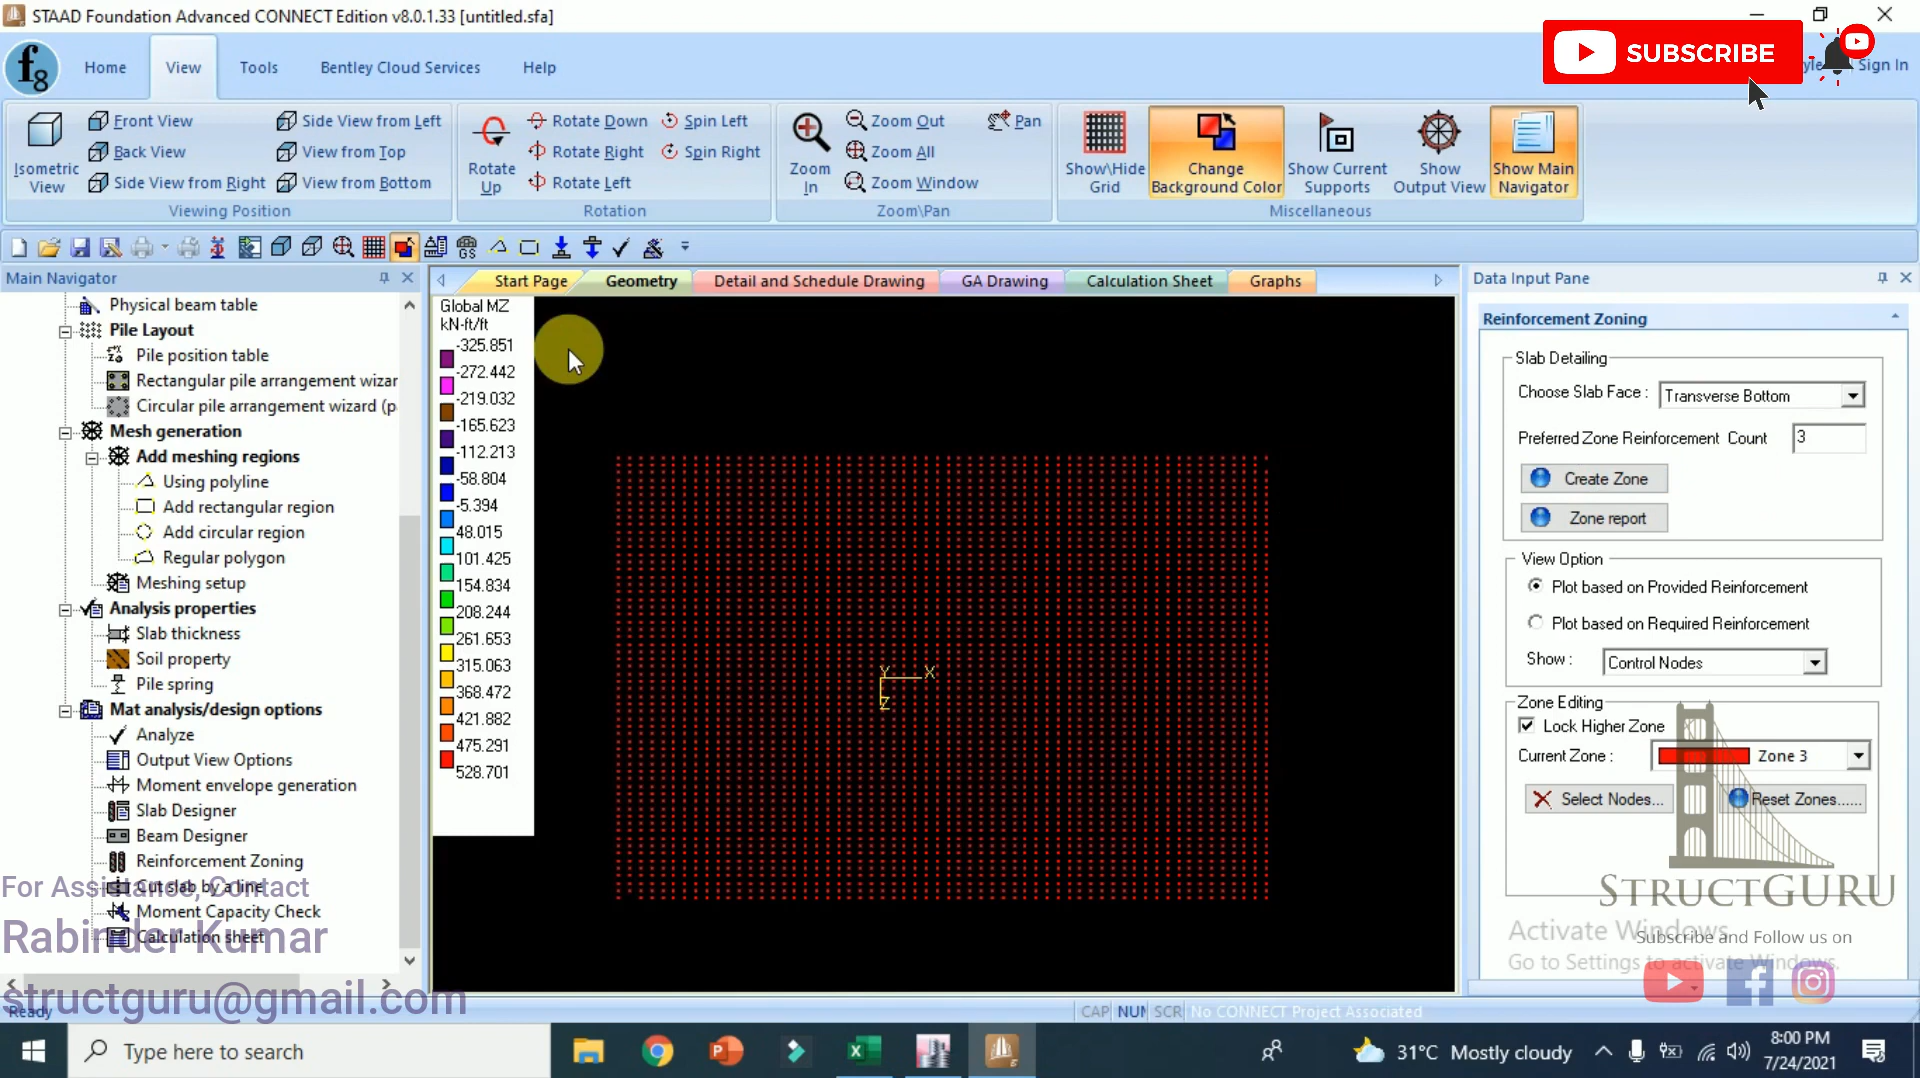 STAAD Foundation Advanced CONNECT Edition v8.0.1.33 [untitled.sfa]
SUBSCRIBE
f8
Home
View
Tools
Bentley Cloud Services
Help
Sign In
Isometric View
Front View
Back View
Side View from Right
Side View from Left
View from Top
View from Bottom
Viewing Position
Rotate Up
Rotate Down
Rotate Right
Rotate Left
Spin Left
Spin Right
Rotation
Zoom In
Zoom Out
Zoom All
Zoom Window
Pan
Zoom\Pan
Show\Hide Grid
Change Background Color
Show Current Supports
Show Output View
Show Main Navigator
Miscellaneous
GS
Main Navigator
Physical beam table
Pile Layout
Pile position table
Rectangular pile arrangement wizar
Circular pile arrangement wizard (p
Mesh generation
Add meshing regions
Using polyline
Add rectangular region
Add circular region
Regular polygon
Meshing setup
Analysis properties
Slab thickness
Soil property
Pile spring
Mat analysis/design options
Analyze
Output View Options
Moment envelope generation
Slab Designer
Beam Designer
Reinforcement Zoning
Cut slab by a line
Moment Capacity Check
Calculation sheet
For Assistance, Contact
Rabinder Kumar
structguru@gmail.com
Ready
Start Page
Geometry
Detail and Schedule Drawing
GA Drawing
Calculation Sheet
Graphs
Global MZ
kN-ft/ft
-325.851
-272.442
-219.032
-165.623
-112.213
-58.804
-5.394
48.015
101.425
154.834
208.244
261.653
315.063
368.472
421.882
475.291
528.701
Y X
Z
Data Input Pane
Reinforcement Zoning
Slab Detailing
Choose Slab Face : Transverse Bottom
Preferred Zone Reinforcement Count 3
Create Zone
Zone report
View Option
Plot based on Provided Reinforcement
Plot based on Required Reinforcement
Show : Control Nodes
Zone Editing
Lock Higher Zone
Current Zone : Zone 3
Select Nodes...
Reset Zones......
STRUCTGURU
Activate Windows
Subscribe and Follow us on
Go to Settings to activate Windows.
CAP NUM SCR No CONNECT Project Associated
Type here to search
31°C Mostly cloudy
8:00 PM
7/24/2021